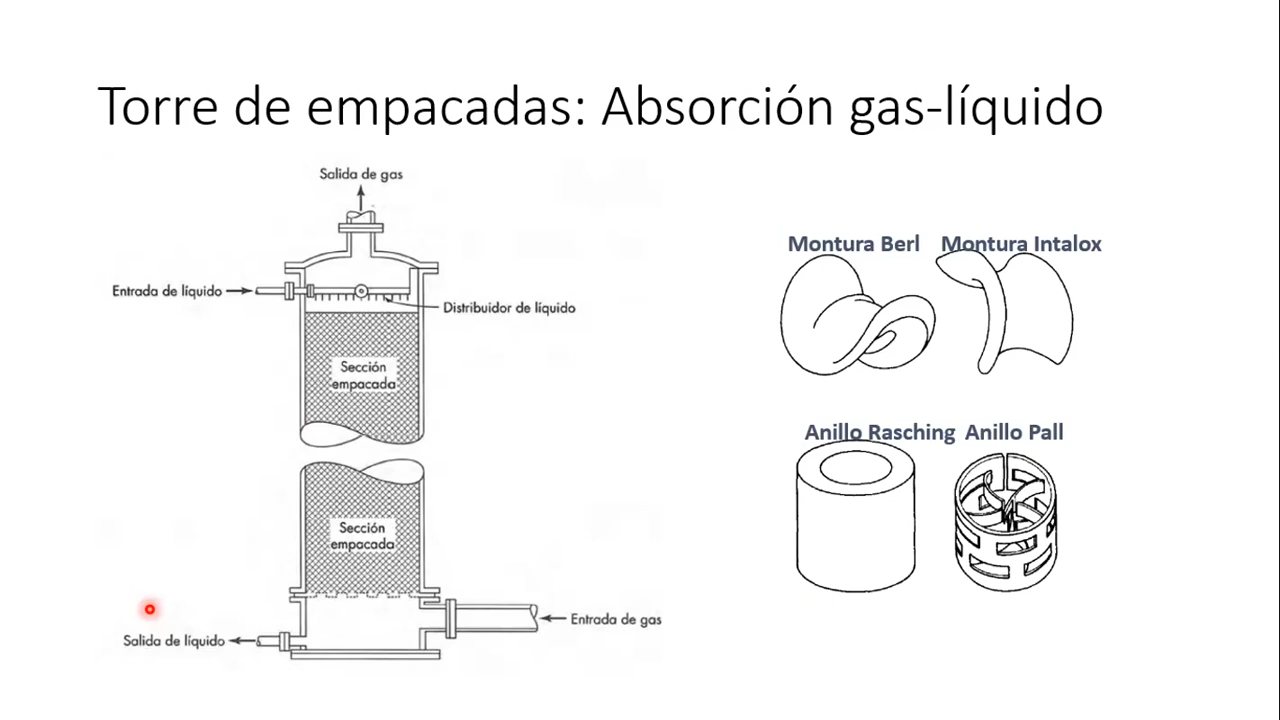 Torre de empacadas: Absorción gas-líquido
Salida de gas
Entrada de líquido
Distribuidor de líquido
Sección
empacada
Sección
empacada
Entrada de gas
Salida de líquido
Montura Berl
Montura Intalox
Anillo Rasching
Anillo Pall